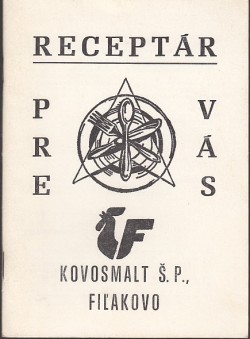 RECEPTÁR
PRE
VÁS
F
KOVOSMALT Š.P.,
FIĽAKOVO